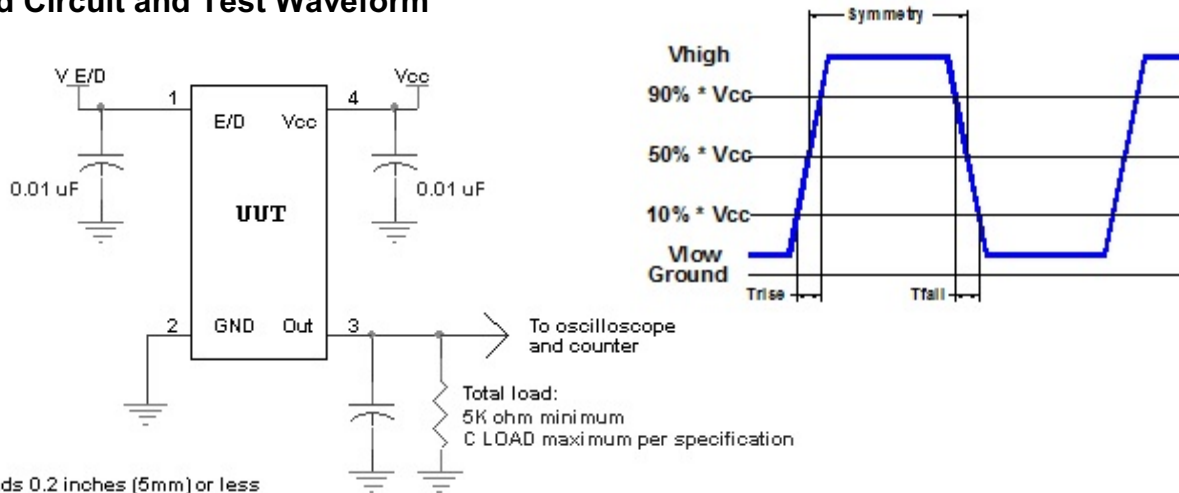 d Circuit and Test Waveform
V E/D
Vcc
1
4
E/D
Vcc
0.01 uF
0.01 uF
UUT
2
GND
Out
3
To oscilloscope
and counter
Total load:
5K ohm minimum
C LOAD maximum per specification
ds 0.2 inches (5mm) or less
Symmetry
Vhigh
90% * Vcc
50% * Vcc
10% * Vcc
Vlow
Ground
Trise
Tfall